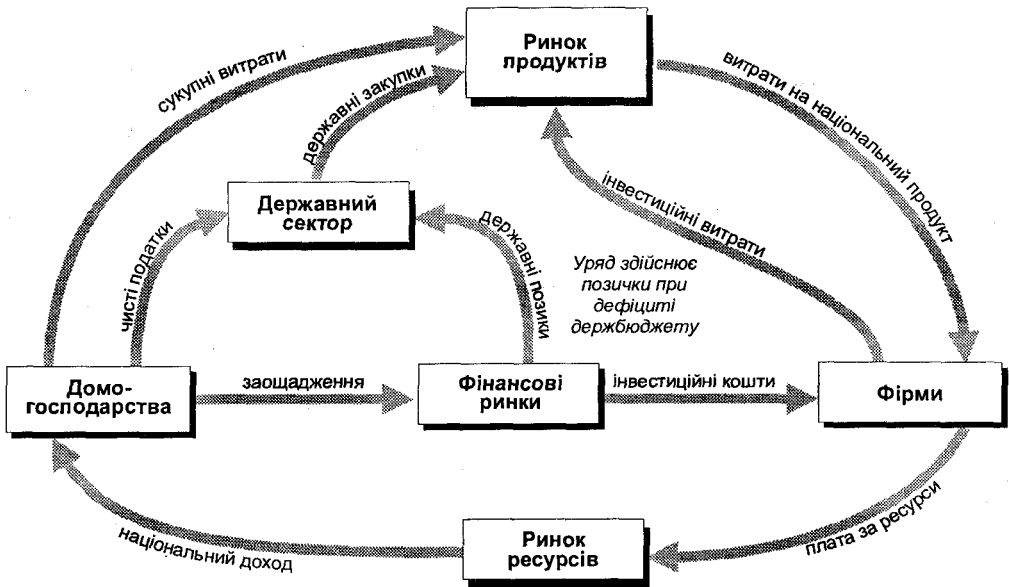 Ринок
продуктів
сукупні витрати
державні закупки
витрати на національний продукт
інвестиційні витрати
Державний
сектор
чисті податки
державні позики
Уряд здійснює
позички при
дефіциті
держбюджету
Домо-
господарства
заощадження
Фінансові
ринки
інвестиційні кошти
Фірми
національний доход
Ринок
ресурсів
плата за ресурси